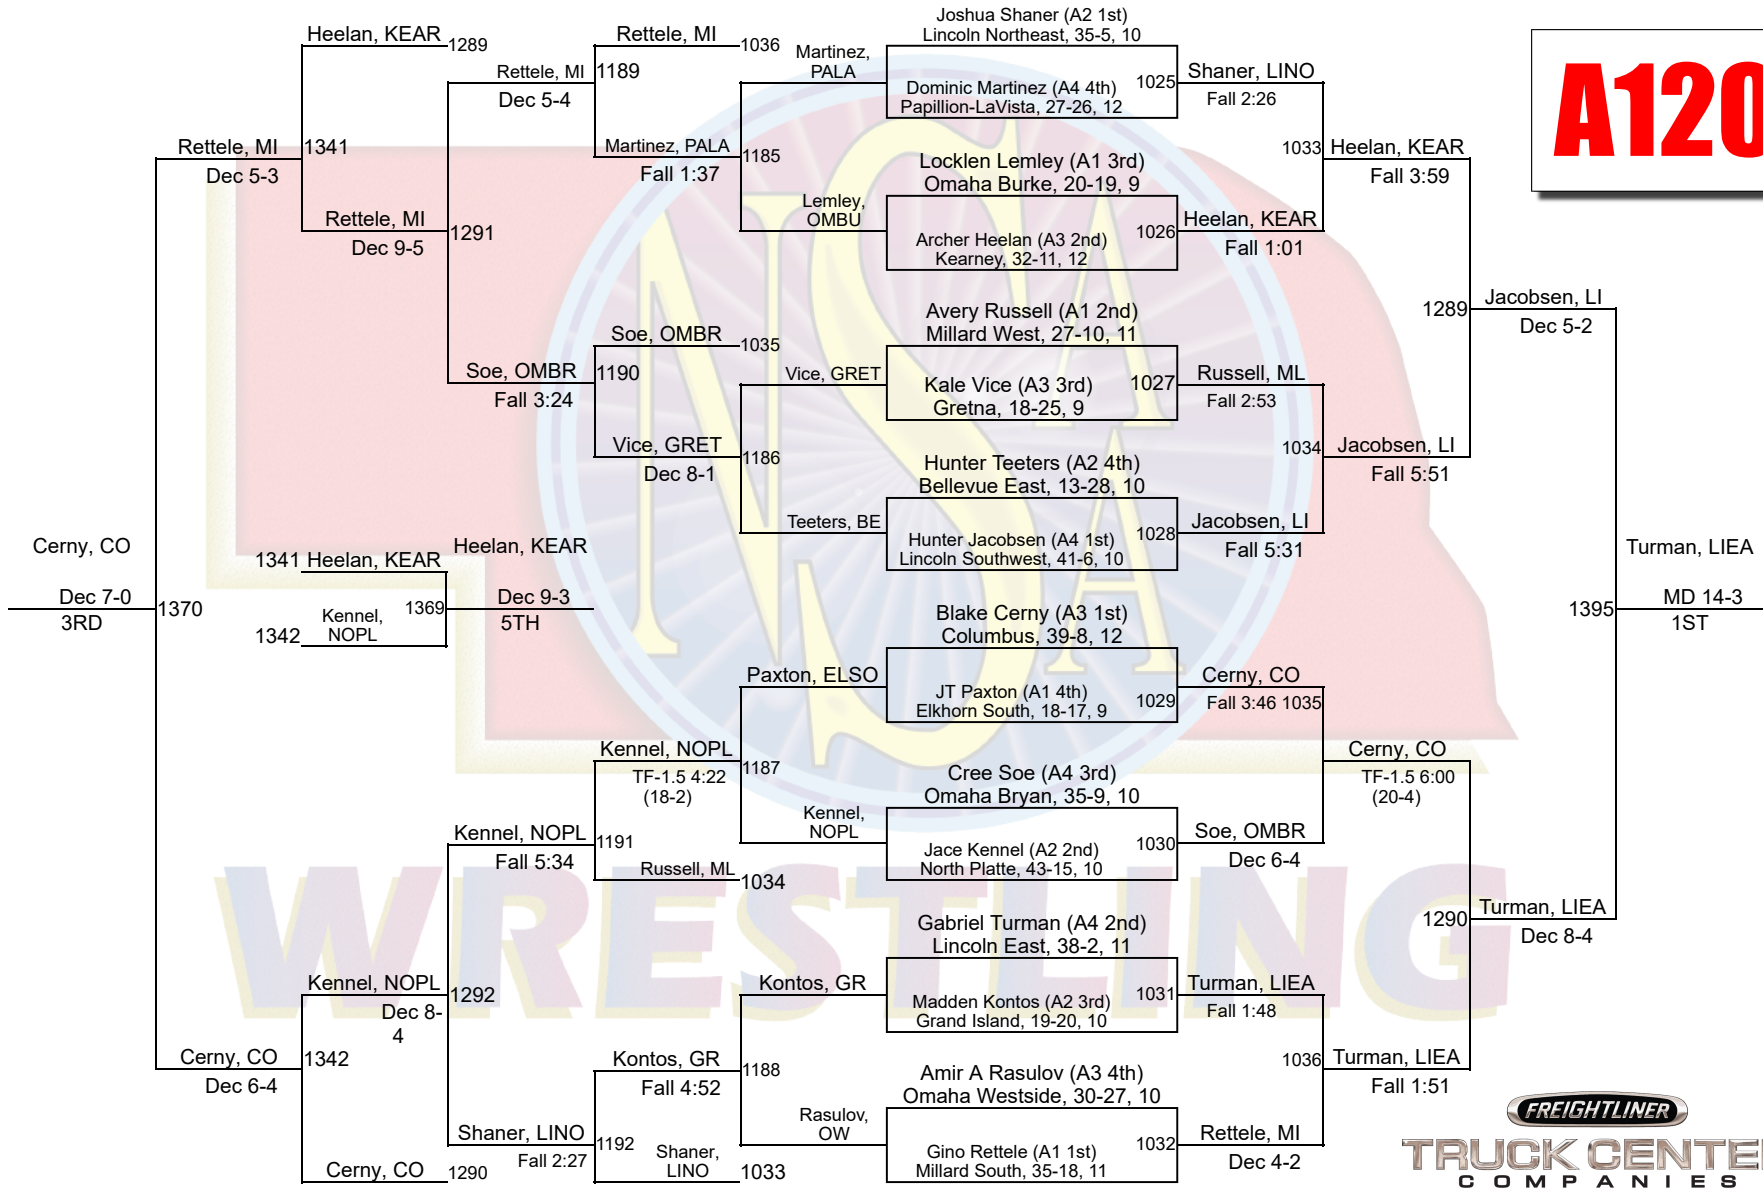 Joshua Shaner (A2 1st)
Lincoln Northeast, 35-5, 10
Dominic Martinez (A4 4th)
Papillion-LaVista, 27-26, 12
1025
Locklen Lemley (A1 3rd)
Omaha Burke, 20-19, 9
Archer Heelan (A3 2nd)
Kearney, 32-11, 12
1026
Avery Russell (A1 2nd)
Millard West, 27-10, 11
Kale Vice (A3 3rd)
Gretna, 18-25, 9
1027
Hunter Teeters (A2 4th)
Bellevue East, 13-28, 10
Hunter Jacobsen (A4 1st)
Lincoln Southwest, 41-6, 10
1028
Blake Cerny (A3 1st)
Columbus, 39-8, 12
JT Paxton (A1 4th)
Elkhorn South, 18-17, 9
1029
Cree Soe (A4 3rd)
Omaha Bryan, 35-9, 10
Jace Kennel (A2 2nd)
North Platte, 43-15, 10
1030
Gabriel Turman (A4 2nd)
Lincoln East, 38-2, 11
Madden Kontos (A2 3rd)
Grand Island, 19-20, 10
1031
Amir A Rasulov (A3 4th)
Omaha Westside, 30-27, 10
Gino Rettele (A1 1st)
Millard South, 35-18, 11
1032
Shaner, LINO
Fall 2:26
Heelan, KEAR
Fall 1:01
Russell, ML
Fall 2:53
Jacobsen, LI
Fall 5:31
Cerny, CO
Fall 3:46
Soe, OMBR
Dec 6-4
Turman, LIEA
Fall 1:48
Rettele, MI
Dec 4-2
1033
Heelan, KEAR
Fall 3:59
1034
Jacobsen, LI
Fall 5:51
1035
Cerny, CO
TF-1.5 6:00
(20-4)
1036
Turman, LIEA
Fall 1:51
1289
Jacobsen, LI
Dec 5-2
1290
Turman, LIEA
Dec 8-4
1395
Turman, LIEA
MD 14-3
1ST
Martinez,
PALA
Lemley,
OMBU
Vice, GRET
Teeters, BE
Paxton, ELSO
Kennel,
NOPL
Kontos, GR
Rasulov,
OW
Rettele, MI
1036
Martinez, PALA
Fall 1:37
1185
Soe, OMBR
1035
Vice, GRET
Dec 8-1
1186
Kennel, NOPL
TF-1.5 4:22
(18-2)
1187
Russell, ML
1034
Kontos, GR
Fall 4:52
1188
Shaner,
LINO
1033
Rettele, MI
Dec 5-4
1189
Soe, OMBR
Fall 3:24
1190
Kennel, NOPL
Fall 5:34
1191
Shaner, LINO
Fall 2:27
1192
Heelan, KEAR
1289
Rettele, MI
Dec 9-5
1291
Kennel, NOPL
Dec 8-
4
1292
Cerny, CO
1290
Rettele, MI
Dec 5-3
1341
Cerny, CO
Dec 6-4
1342
Cerny, CO
Dec 7-0
3RD
1370
1341
Heelan, KEAR
1342
Kennel,
NOPL
1369
Heelan, KEAR
Dec 9-3
5TH
A120
NSAA
WRESTLING
FREIGHTLINER
TRUCK CENTE
COMPANIES